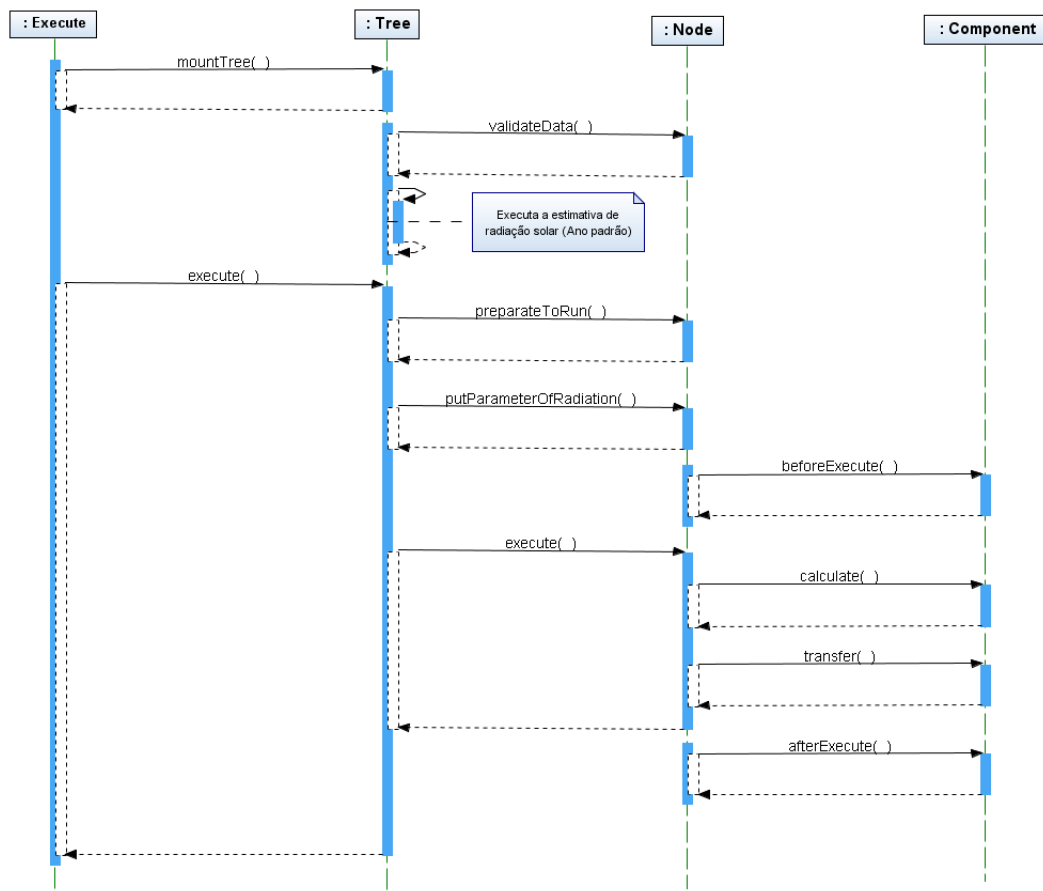 : Execute
: Tree
: Node
: Component
mountTree( )
validateData( )
Executa a estimativa de
radiação solar (Ano padrão)
execute( )
preparateToRun( )
putParameterOfRadiation( )
beforeExecute( )
execute( )
calculate( )
transfer( )
afterExecute( )